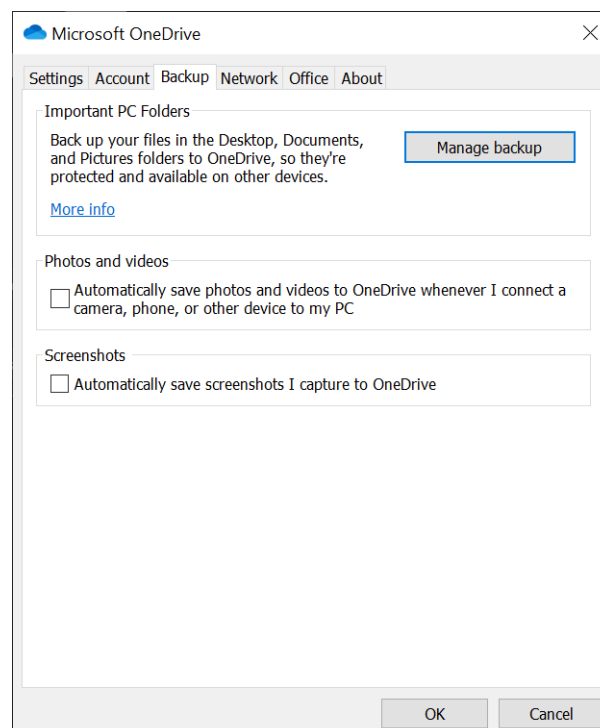 Microsoft OneDrive
Settings Account Backup Network Office About
Important PC Folders
Back up your files in the Desktop, Documents,
and Pictures folders to OneDrive, so they're
protected and available on other devices.
Manage backup
More info
Photos and videos
Automatically save photos and videos to OneDrive whenever I connect a
camera, phone, or other device to my PC
Screenshots
Automatically save screenshots I capture to OneDrive
OK Cancel